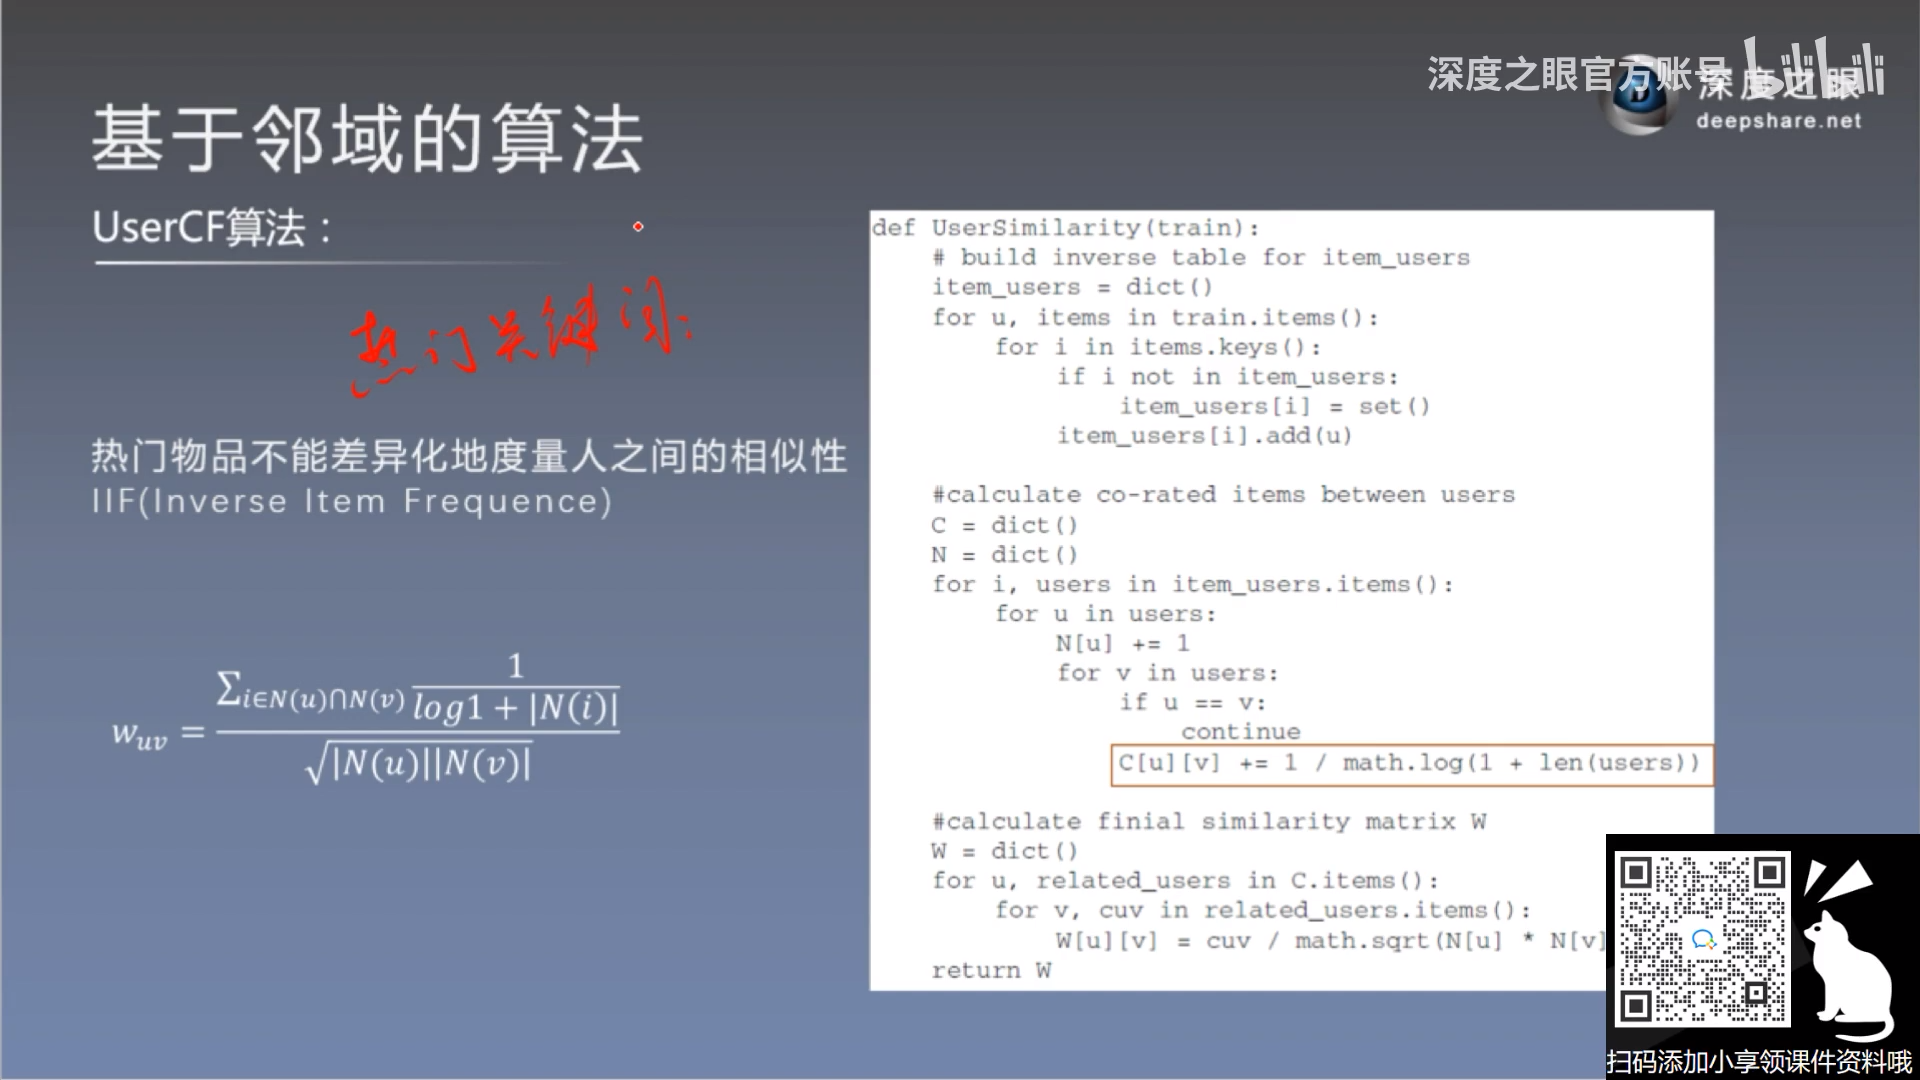 深度之眼官方账号 bilibili
深度之眼
deepshare.net
基于邻域的算法
UserCF算法：
热门关键词：
热门物品不能差异化地度量人之间的相似性
IIF(Inverse Item Frequence)
w_{uv} = \frac{\sum_{i∈N(u)∩N(v)} \frac{1}{log1+|N(i)|}}{\sqrt{|N(u)||N(v)|}}
def UserSimilarity(train):
# build inverse table for item_users
item_users = dict()
for u, items in train.items():
for i in items.keys():
if i not in item_users:
item_users[i] = set()
item_users[i].add(u)
#calculate co-rated items between users
C = dict()
N = dict()
for i, users in item_users.items():
for u in users:
N[u] += 1
for v in users:
if u == v:
continue
C[u][v] += 1 / math.log(1 + len(users))
#calculate finial similarity matrix W
W = dict()
for u, related_users in C.items():
for v, cuv in related_users.items():
W[u][v] = cuv / math.sqrt(N[u] * N[v]
return W
扫码添加小享领课件资料哦